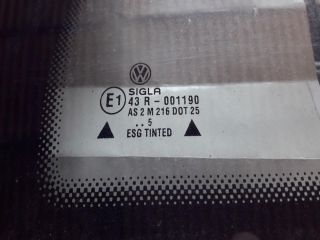 SIGLA
E1 43 R - 001190
AS 2 M 216 DOT 25
.. 5
ESG TINTED